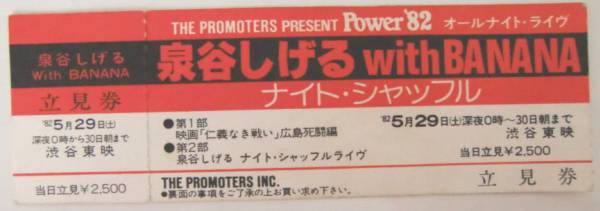 泉谷しげる
With BANANA
立見券
'82 5月29日(土)
深夜0時から30日朝まで
渋谷東映
当日立見¥2,500
THE PROMOTERS PRESENT Power'82 オールナイト・ライヴ
泉谷しげる with BANANA
ナイト・シャッフル
●第1部
映画「仁義なき戦い」広島死闘編
●第2部
泉谷しげる ナイト・シャッフルライヴ
'82 5月29日(土)深夜0時〜30日朝まで
渋谷東映
当日立見¥2,500
THE PROMOTERS INC.
●裏面の事項をご了承の上お買い求め下さい。
立見券